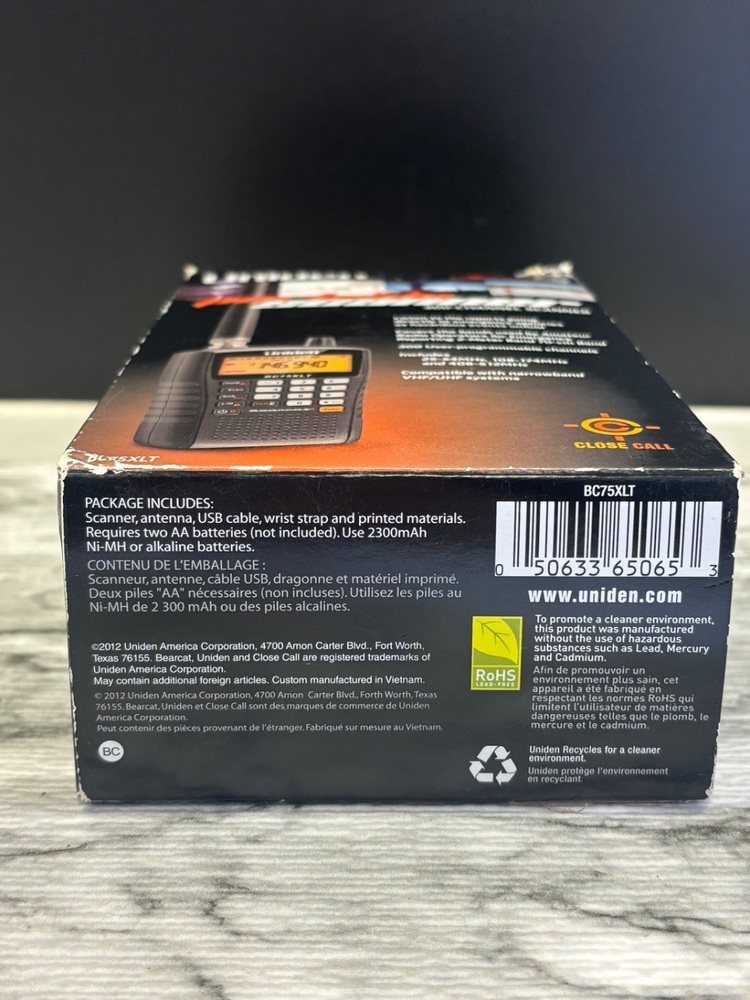 Uniden
146.940
BC75XLT
Compatible with narrowband
VHF/UHF systems
CLOSE CALL
BC75XLT
BC75XLT
PACKAGE INCLUDES:
Scanner, antenna, USB cable, wrist strap and printed materials.
Requires two AA batteries (not included). Use 2300mAh
Ni-MH or alkaline batteries.
CONTENU DE L'EMBALLAGE :
Scanneur, antenne, câble USB, dragonne et matériel imprimé.
Deux piles "AA" nécessaires (non incluses). Utilisez les piles au
Ni-MH de 2 300 mAh ou des piles alcalines.
©2012 Uniden America Corporation, 4700 Amon Carter Blvd., Fort Worth,
Texas 76155. Bearcat, Uniden and Close Call are registered trademarks of
Uniden America Corporation.
May contain additional foreign articles. Custom manufactured in Vietnam.
© 2012 Uniden America Corporation, 4700 Amon Carter Blvd., Forth Worth, Texas
76155. Bearcat, Uniden et Close Call sont des marques de commerce de Uniden
America Corporation.
Peut contenir des pièces provenant de l'étranger. Fabriqué sur mesure au Vietnam.
BC
0 50633 65065 3
www.uniden.com
RoHS
LEAD-FREE
To promote a cleaner environment,
this product was manufactured
without the use of hazardous
substances such as Lead, Mercury
and Cadmium.
Afin de promouvoir un
environnement plus sain, cet
appareil a été fabriqué en
respectant les normes RoHS qui
limitent l'utilisateur de matières
dangereuses telles que le plomb, le
mercure et le cadmium.
Uniden Recycles for a cleaner
environment.
Uniden protège l'environnement
en recyclant.